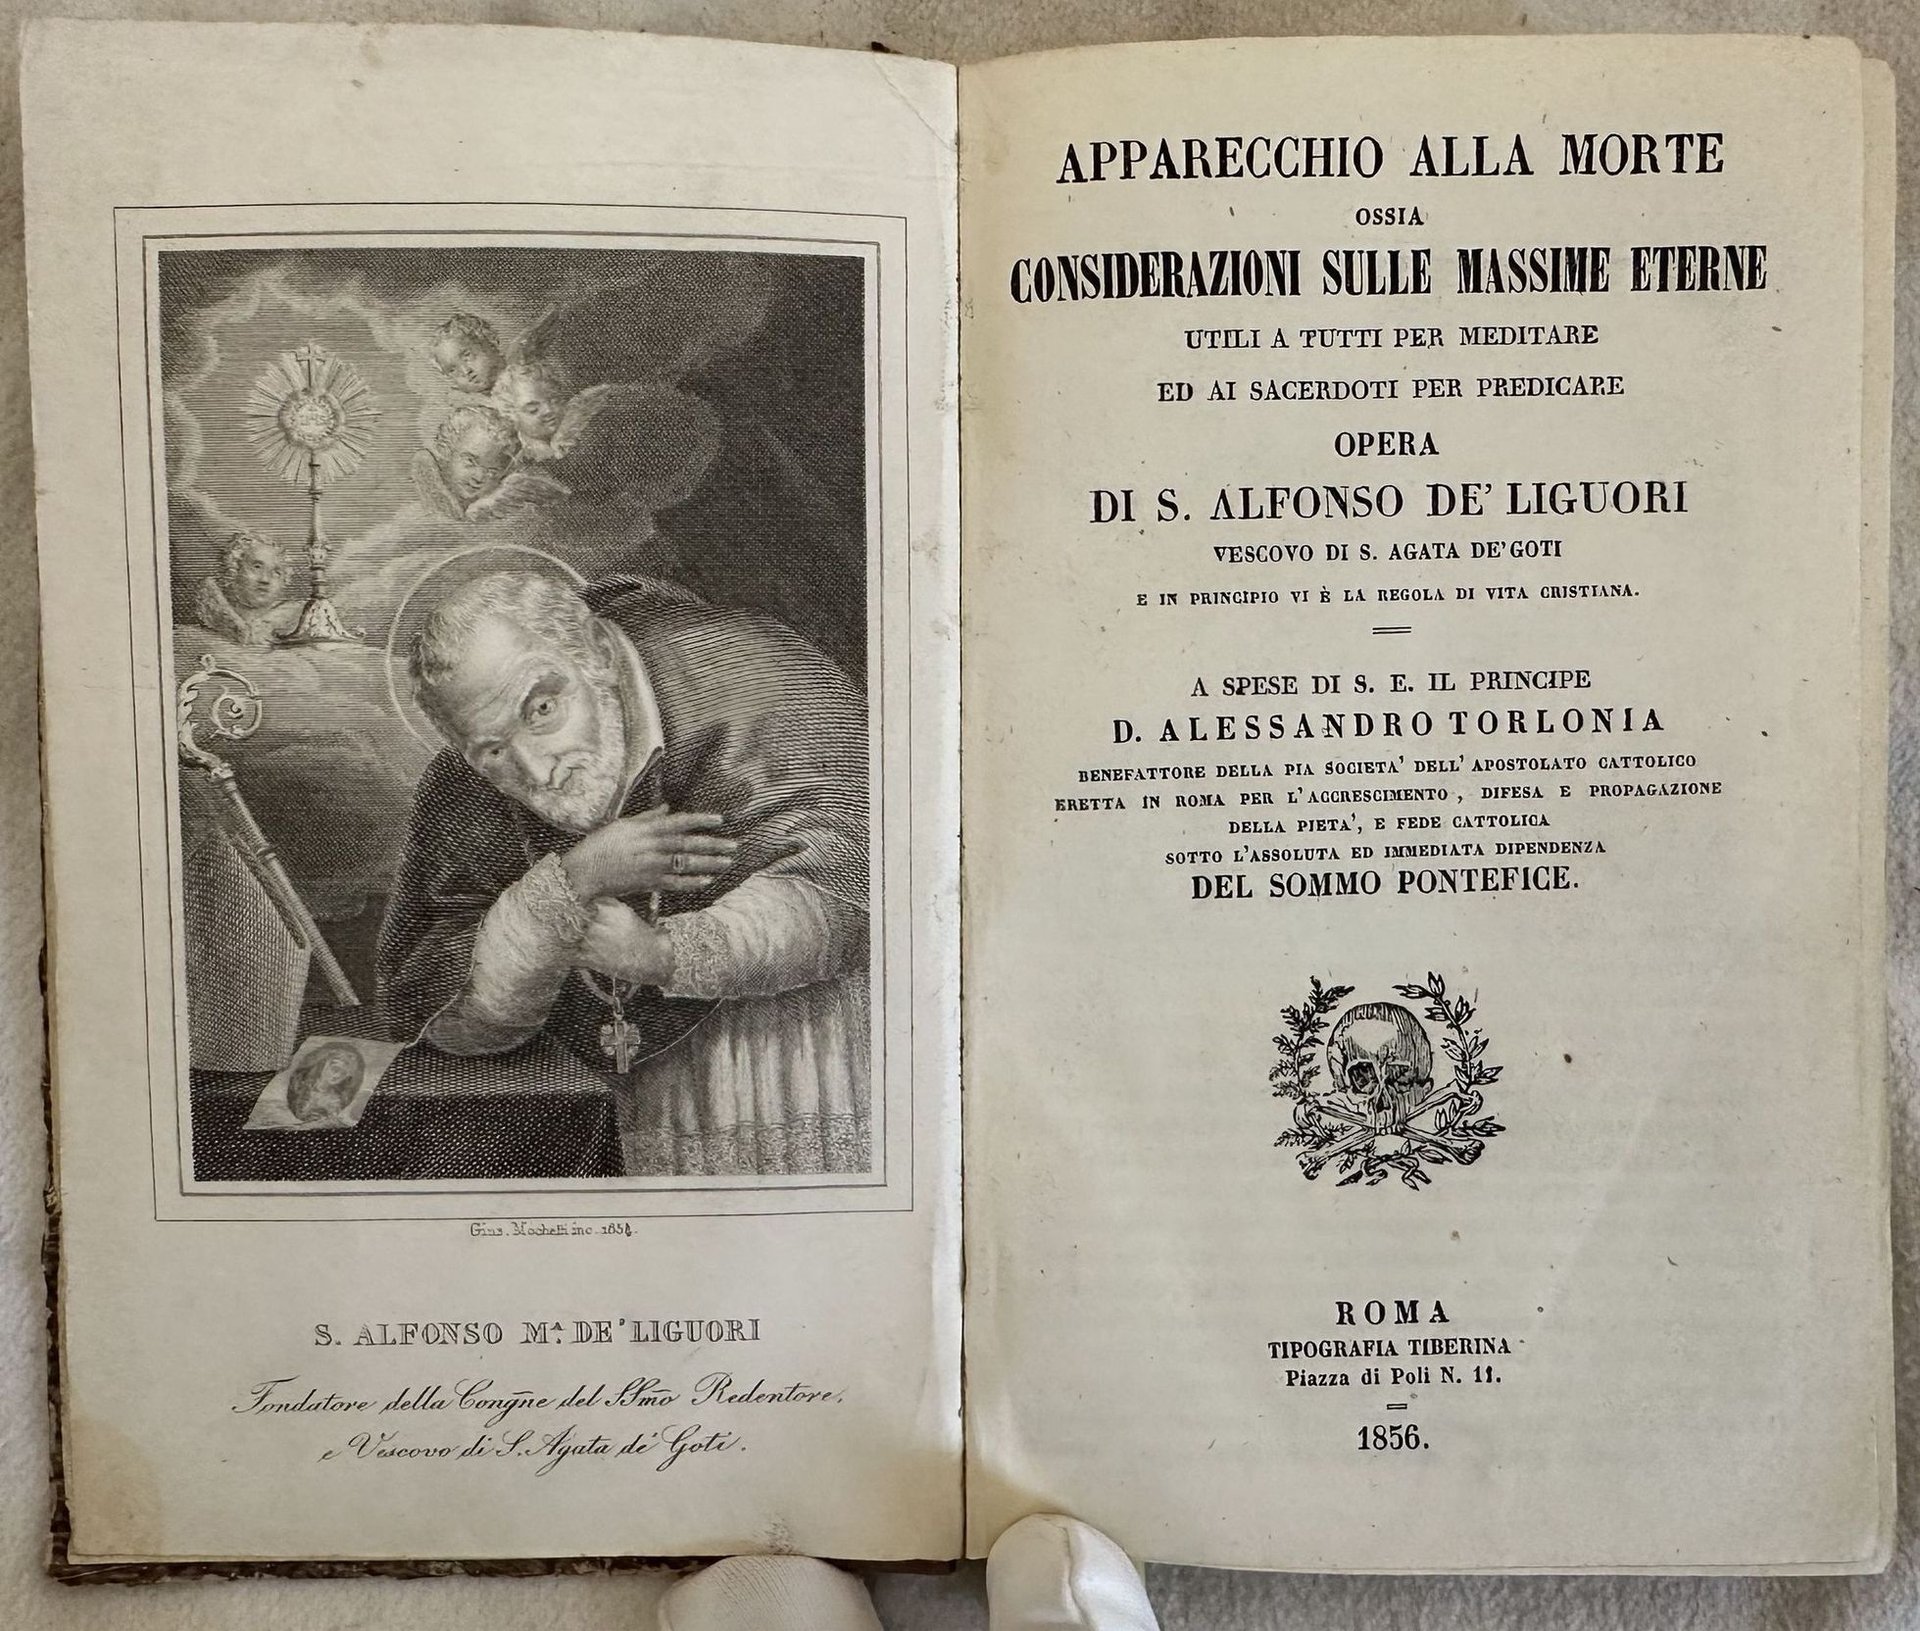 Gius. Mochetti inc. 1854.
S. ALFONSO Mᴬ. DE' LIGUORI
Fondatore della Congñe del SSmo Redentore,
e Vescovo di S. Agata de' Goti.
APPARECCHIO ALLA MORTE
OSSIA
CONSIDERAZIONI SULLE MASSIME ETERNE
UTILI A TUTTI PER MEDITARE
ED AI SACERDOTI PER PREDICARE
OPERA
DI S. ALFONSO DE' LIGUORI
VESCOVO DI S. AGATA DE' GOTI
E IN PRINCIPIO VI È LA REGOLA DI VITA CRISTIANA.
A SPESE DI S. E. IL PRINCIPE
D. ALESSANDRO TORLONIA
BENEFATTORE DELLA PIA SOCIETA' DELL' APOSTOLATO CATTOLICO
ERETTA IN ROMA PER L'ACCRESCIMENTO, DIFESA E PROPAGAZIONE
DELLA PIETA', E FEDE CATTOLICA
SOTTO L'ASSOLUTA ED IMMEDIATA DIPENDENZA
DEL SOMMO PONTEFICE.
ROMA
TIPOGRAFIA TIBERINA
Piazza di Poli N. 11.
1856.